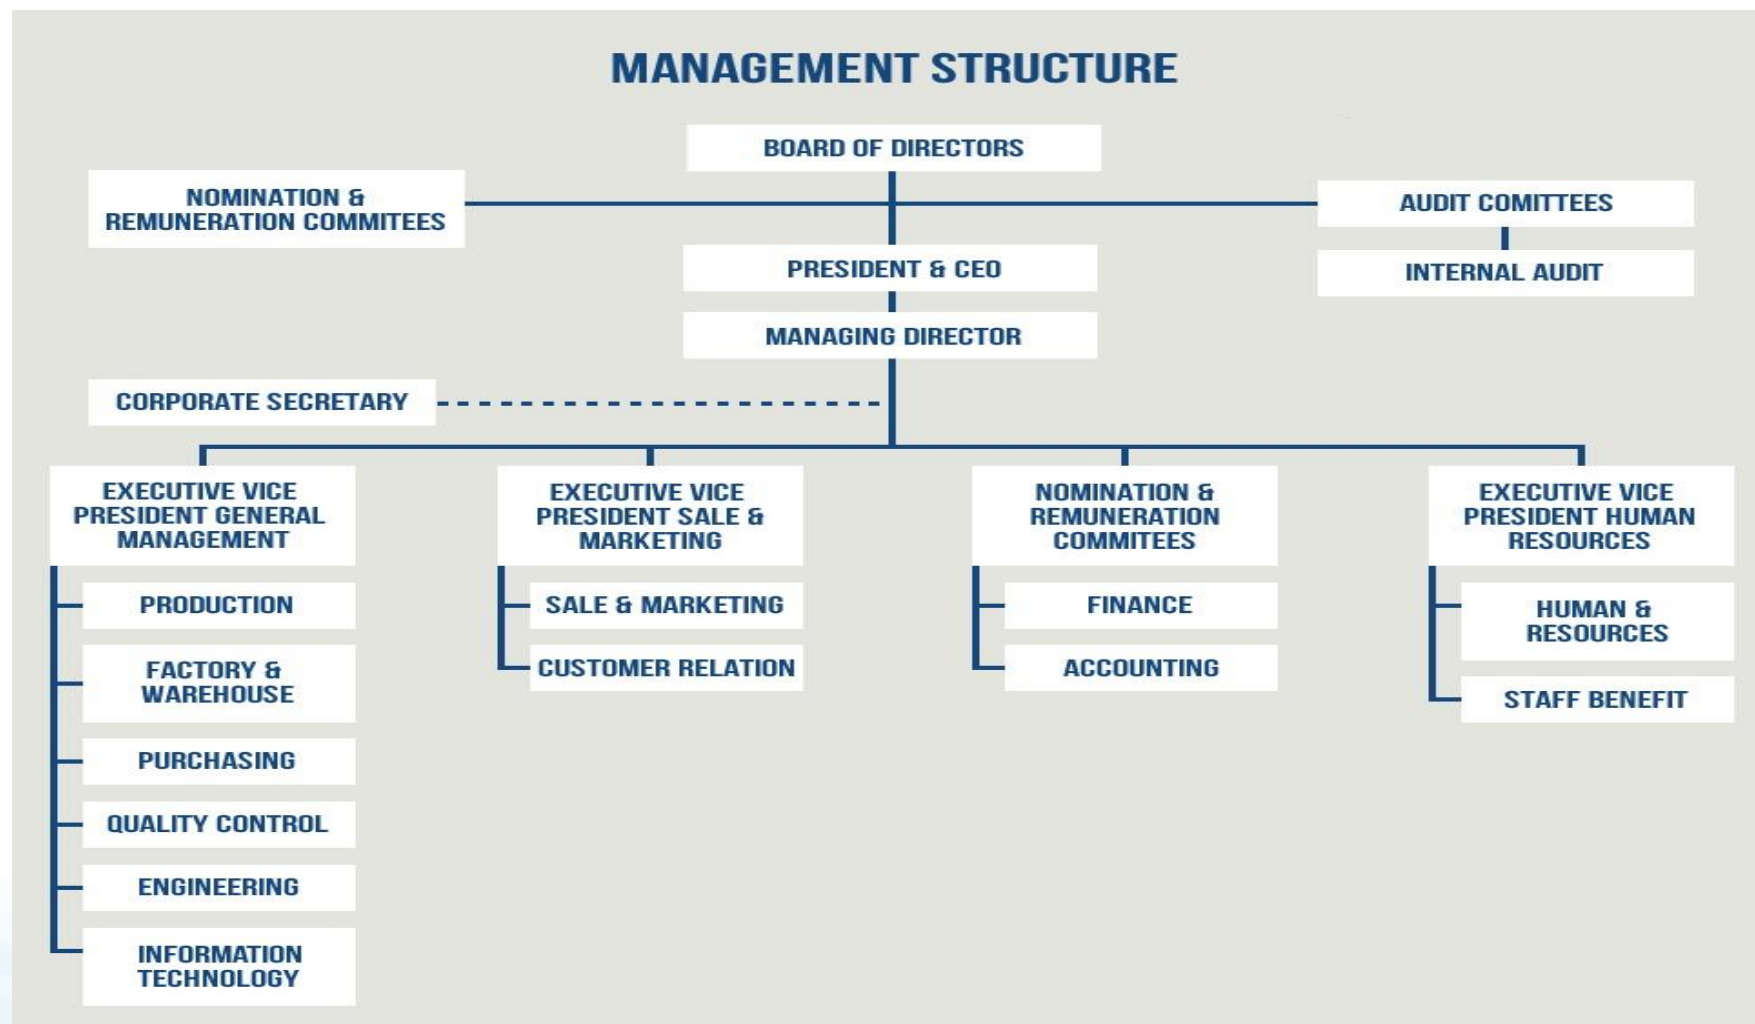 MANAGEMENT STRUCTURE
BOARD OF DIRECTORS
NOMINATION &
REMUNERATION COMMITEES
AUDIT COMITTEES
PRESIDENT & CEO
INTERNAL AUDIT
MANAGING DIRECTOR
CORPORATE SECRETARY
EXECUTIVE VICE
PRESIDENT GENERAL
MANAGEMENT
PRODUCTION
FACTORY &
WAREHOUSE
PURCHASING
QUALITY CONTROL
ENGINEERING
INFORMATION
TECHNOLOGY
EXECUTIVE VICE
PRESIDENT SALE &
MARKETING
SALE & MARKETING
CUSTOMER RELATION
NOMINATION &
REMUNERATION
COMMITEES
FINANCE
ACCOUNTING
EXECUTIVE VICE
PRESIDENT HUMAN
RESOURCES
HUMAN &
RESOURCES
STAFF BENEFIT